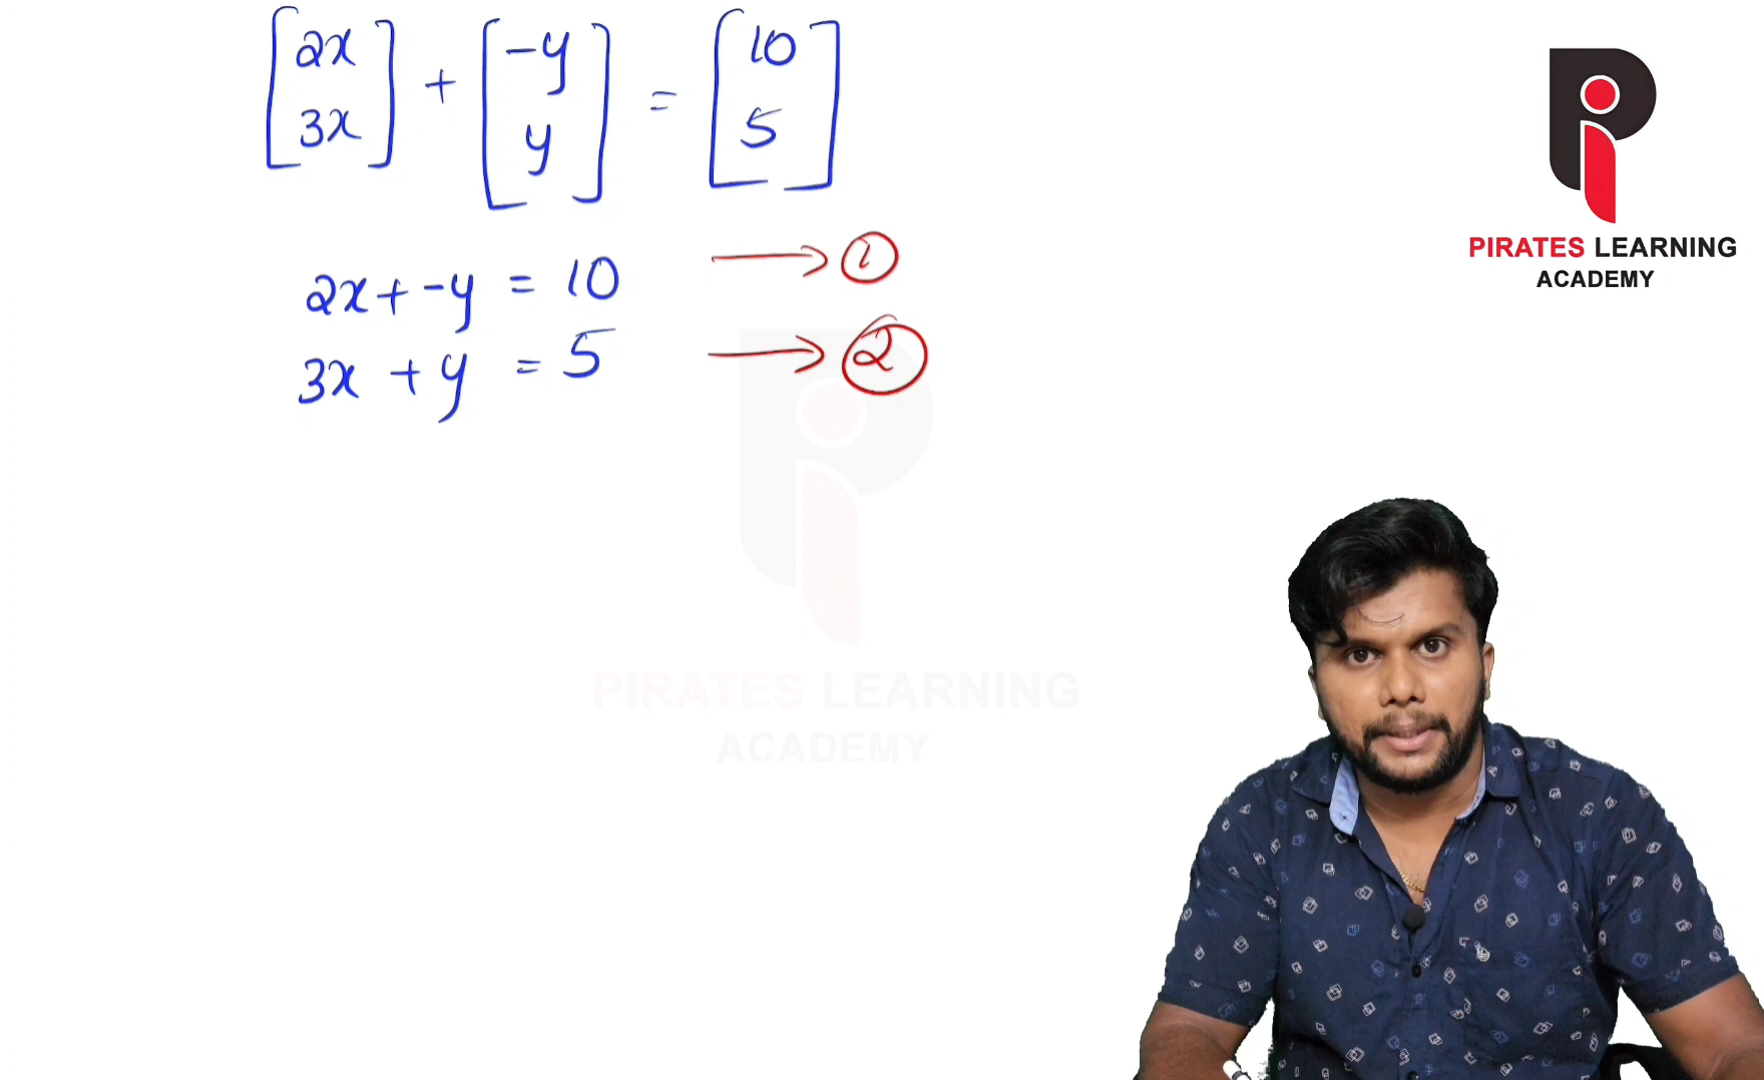 [2x 3x] + [-y y] = [10 5]
2x + -y = 10 → 1
3x + y = 5 → 2
PIRATES LEARNING
ACADEMY
PIRATES LEARNING
ACADEMY